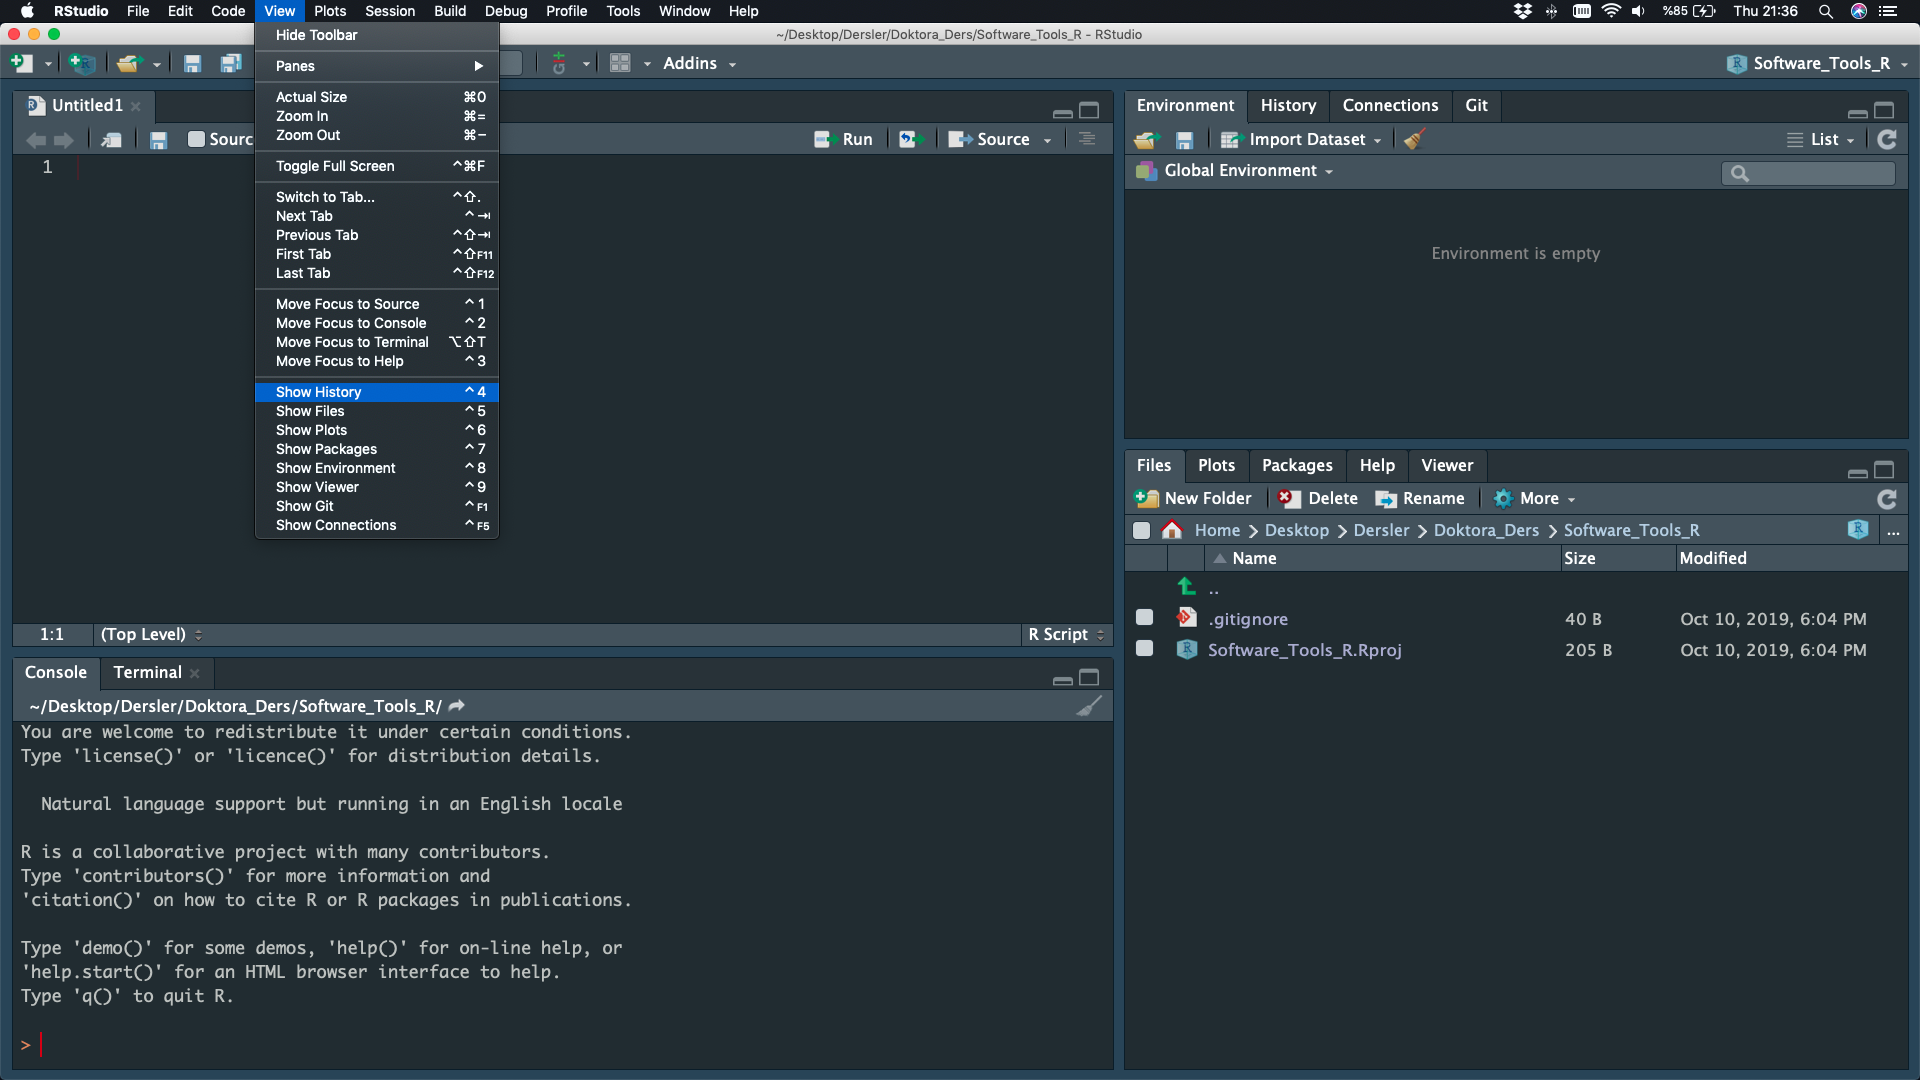 RStudio File Edit Code View Plots Session Build Debug Profile Tools Window Help %85 Thu 21:36
~/Desktop/Dersler/Doktora_Ders/Software_Tools_R - RStudio
Addins Software_Tools_R
Hide Toolbar
Panes
Actual Size ⌘0
Zoom In ⌘=
Zoom Out ⌘−
Toggle Full Screen ^⌘F
Switch to Tab... ^⇧.
Next Tab ^⇥
Previous Tab ^⇧⇥
First Tab ^⇧F11
Last Tab ^⇧F12
Move Focus to Source ^1
Move Focus to Console ^2
Move Focus to Terminal ⌥⇧T
Move Focus to Help ^3
Show History ^4
Show Files ^5
Show Plots ^6
Show Packages ^7
Show Environment ^8
Show Viewer ^9
Show Git ^F1
Show Connections ^F5
Untitled1
Sourc Run Source
1
1:1 (Top Level) R Script
Console Terminal
~/Desktop/Dersler/Doktora_Ders/Software_Tools_R/
You are welcome to redistribute it under certain conditions.
Type 'license()' or 'licence()' for distribution details.
Natural language support but running in an English locale
R is a collaborative project with many contributors.
Type 'contributors()' for more information and
'citation()' on how to cite R or R packages in publications.
Type 'demo()' for some demos, 'help()' for on-line help, or
'help.start()' for an HTML browser interface to help.
Type 'q()' to quit R.
>
Environment History Connections Git
Import Dataset List
Global Environment
Environment is empty
Files Plots Packages Help Viewer
New Folder Delete Rename More
Home Desktop Dersler Doktora_Ders Software_Tools_R ...
Name Size Modified
..
.gitignore 40 B Oct 10, 2019, 6:04 PM
Software_Tools_R.Rproj 205 B Oct 10, 2019, 6:04 PM